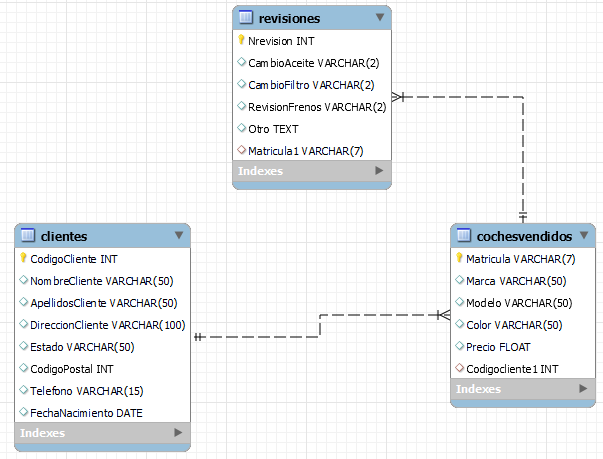 revisiones
Nrevision INT
CambioAceite VARCHAR(2)
CambioFiltro VARCHAR(2)
RevisionFrenos VARCHAR(2)
Otro TEXT
Matricula1 VARCHAR(7)
Indexes
clientes
CodigoCliente INT
NombreCliente VARCHAR(50)
ApellidosCliente VARCHAR(50)
DireccionCliente VARCHAR(100)
Estado VARCHAR(50)
CodigoPostal INT
Telefono VARCHAR(15)
FechaNacimiento DATE
Indexes
cochesvendidos
Matricula VARCHAR(7)
Marca VARCHAR(50)
Modelo VARCHAR(50)
Color VARCHAR(50)
Precio FLOAT
Codigocliente1 INT
Indexes